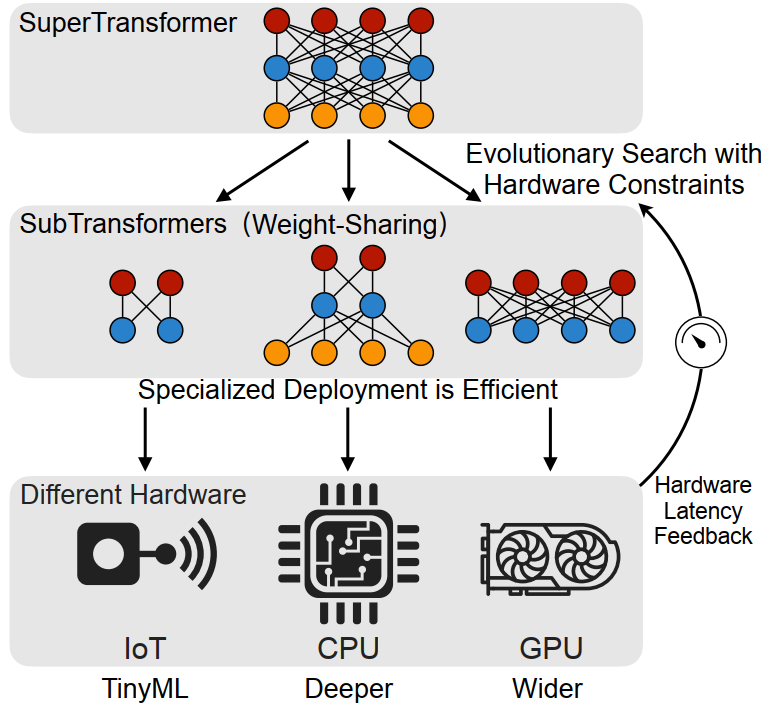 SuperTransformer
Evolutionary Search with
Hardware Constraints
SubTransformers（Weight-Sharing）
Specialized Deployment is Efficient
Different Hardware
Hardware
Latency
Feedback
IoT
CPU
GPU
TinyML
Deeper
Wider